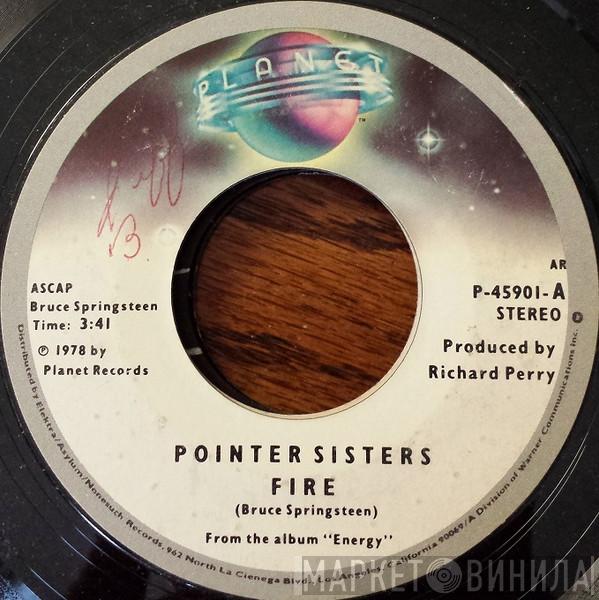 PLANET
TM
Jeff
B.
ASCAP
Bruce Springsteen
Time: 3:41
℗ 1978 by
Planet Records
AR
P-45901-A
STEREO
Produced by
Richard Perry
POINTER SISTERS
FIRE
(Bruce Springsteen)
From the album "Energy"
Distributed by Elektra/Asylum/Nonesuch Records, 962 North La Cienega Blvd., Los Angeles, California 90069/A Division of Warner Communications Inc.
МАРКЕТ ВИНИЛА